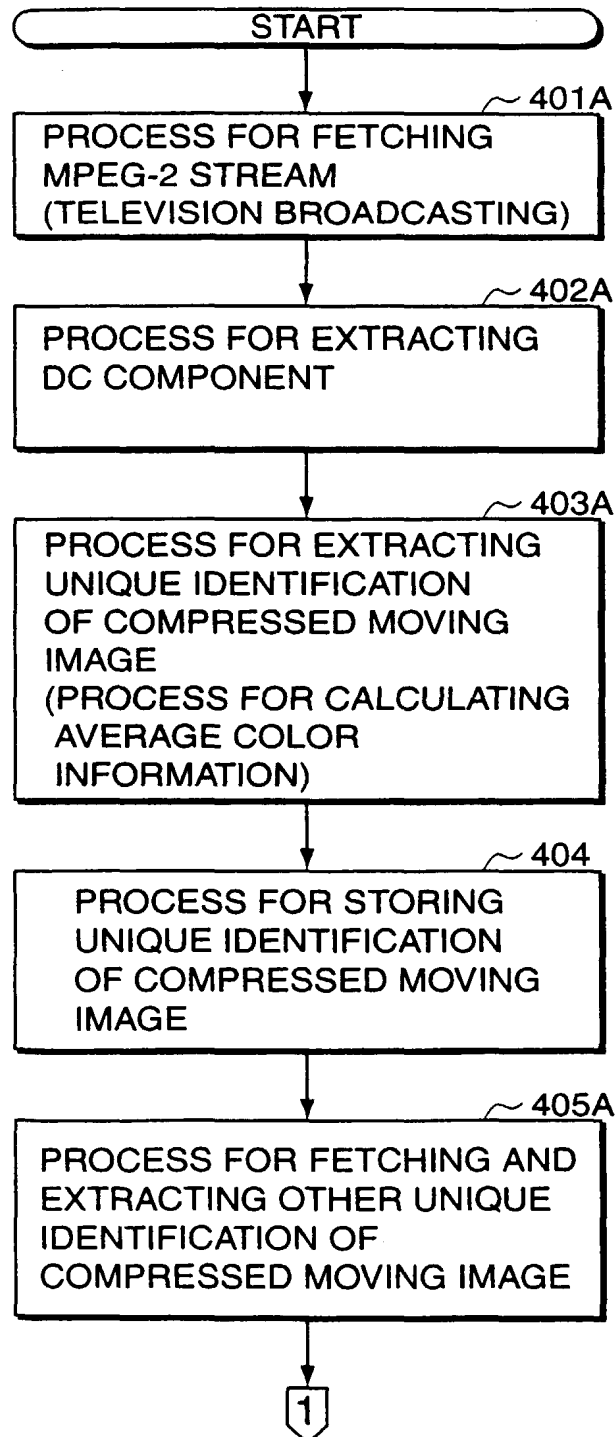 START
401A
PROCESS FOR FETCHING
MPEG-2 STREAM
(TELEVISION BROADCASTING)
402A
PROCESS FOR EXTRACTING
DC COMPONENT
403A
PROCESS FOR EXTRACTING
UNIQUE IDENTIFICATION
OF COMPRESSED MOVING
IMAGE
(PROCESS FOR CALCULATING
AVERAGE COLOR
INFORMATION)
404
PROCESS FOR STORING
UNIQUE IDENTIFICATION
OF COMPRESSED MOVING
IMAGE
405A
PROCESS FOR FETCHING AND
EXTRACTING OTHER UNIQUE
IDENTIFICATION OF
COMPRESSED MOVING IMAGE
1